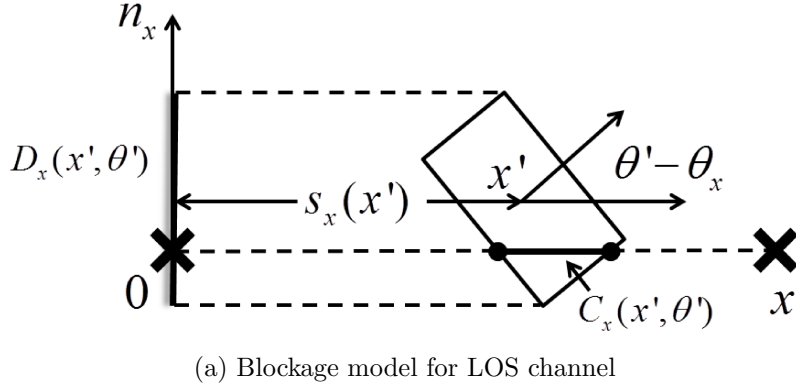 n_x
D_x(x',θ')
s_x(x')
x'
θ'−θ_x
0
C_x(x',θ')
x
(a) Blockage model for LOS channel